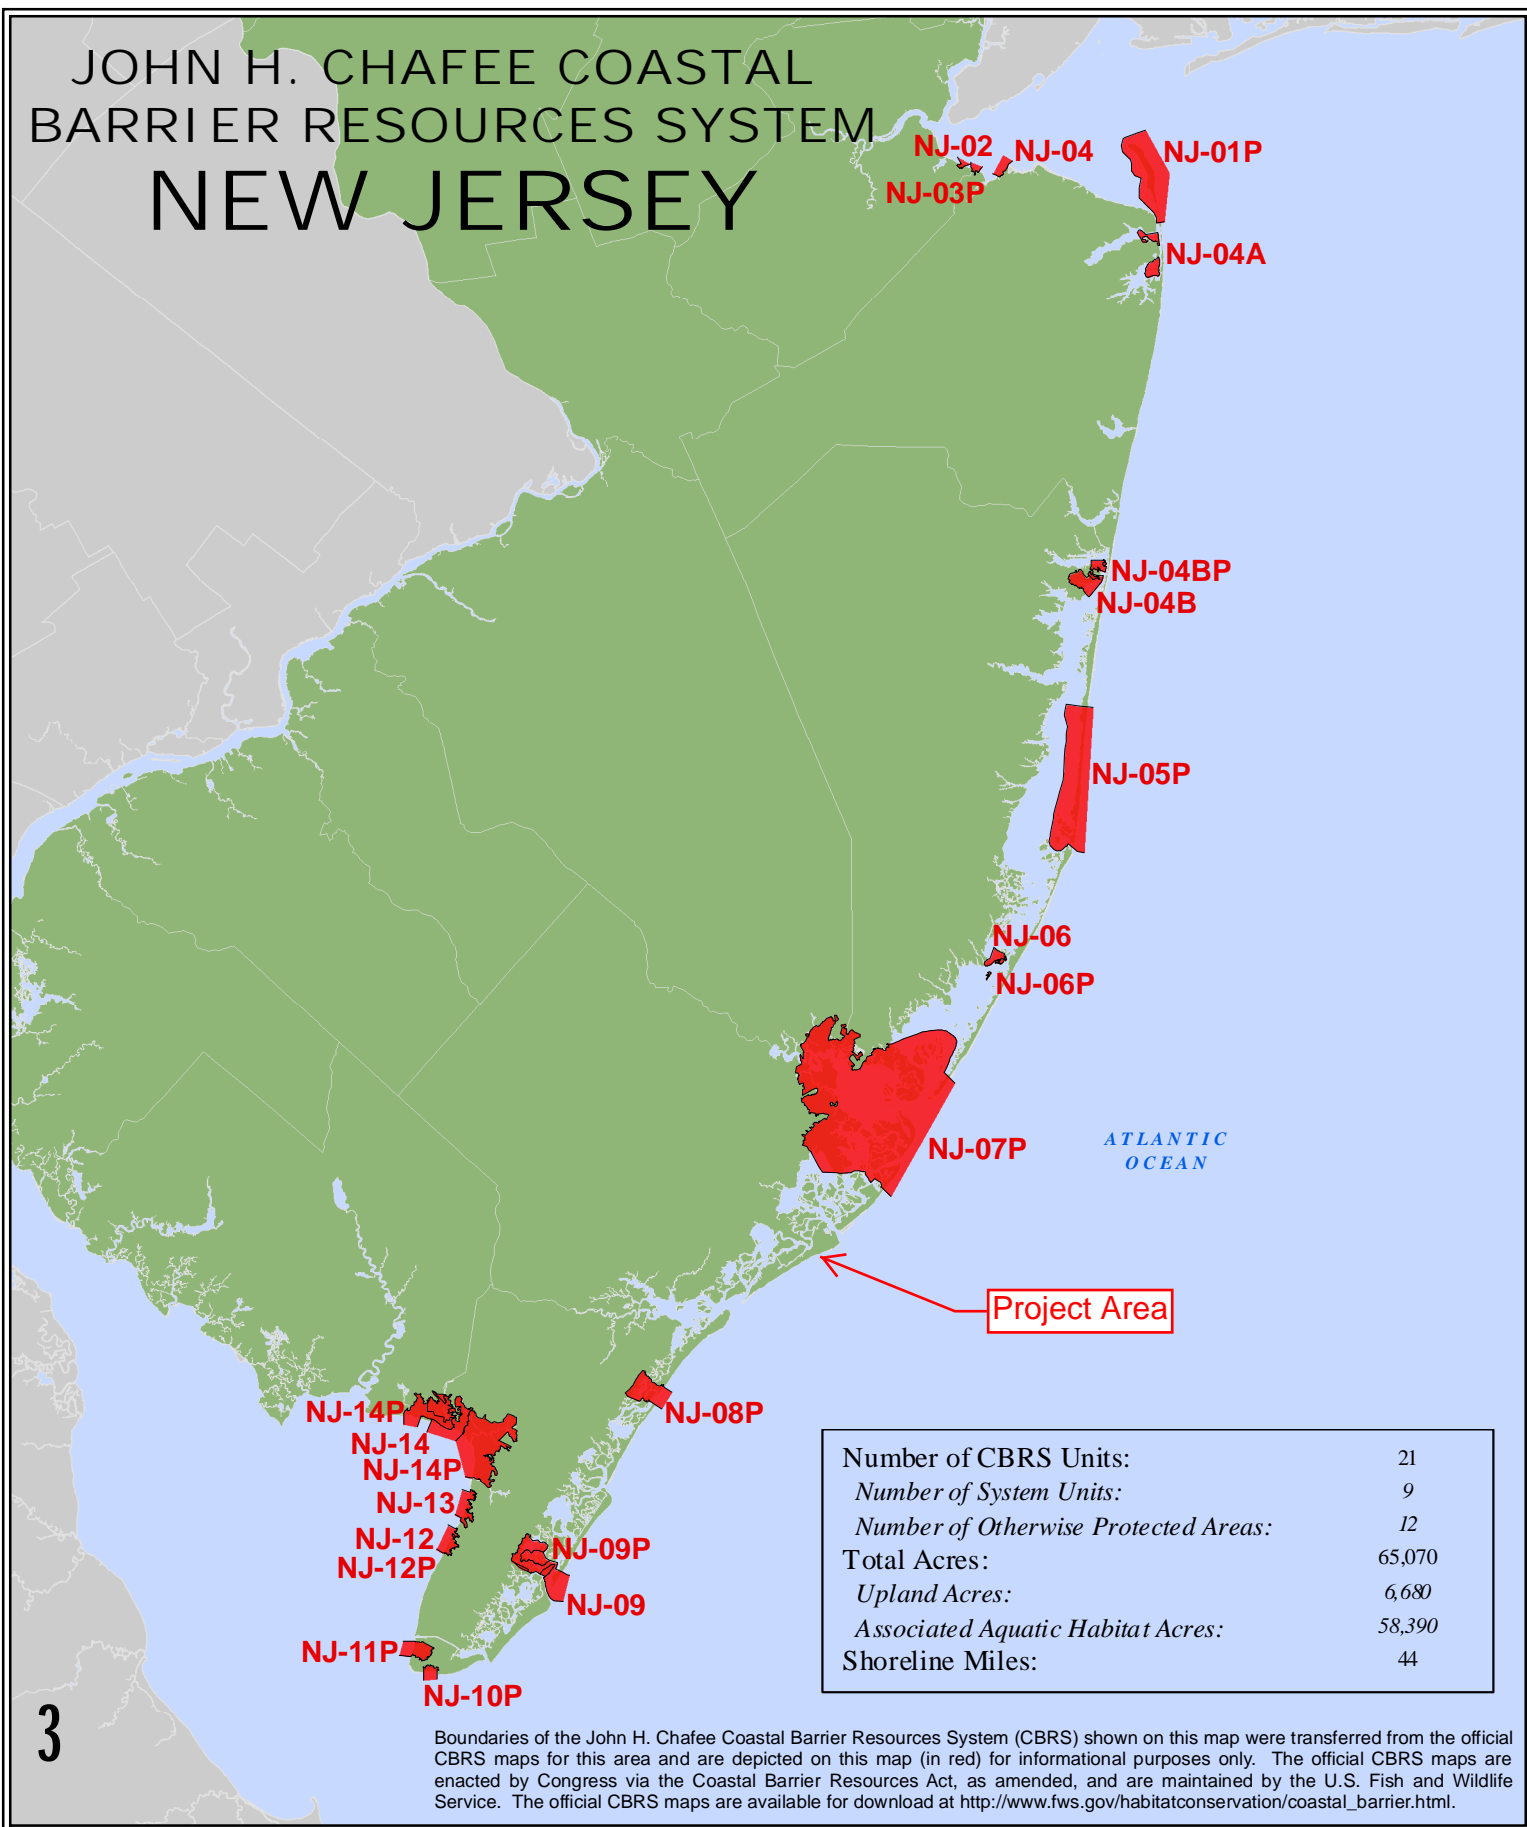 JOHN H. CHAFEE COASTAL
BARRIER RESOURCES SYSTEM
NEW JERSEY
NJ-02
NJ-04
NJ-01P
NJ-03P
NJ-04A
NJ-04BP
NJ-04B
NJ-05P
NJ-06
NJ-06P
NJ-07P
ATLANTIC
OCEAN
Project Area
NJ-08P
NJ-14P
NJ-14
NJ-14P
NJ-13
NJ-12
NJ-12P
NJ-09P
NJ-09
NJ-11P
NJ-10P
Number of CBRS Units: 21
Number of System Units: 9
Number of Otherwise Protected Areas: 12
Total Acres: 65,070
Upland Acres: 6,680
Associated Aquatic Habitat Acres: 58,390
Shoreline Miles: 44
3
Boundaries of the John H. Chafee Coastal Barrier Resources System (CBRS) shown on this map were transferred from the official
CBRS maps for this area and are depicted on this map (in red) for informational purposes only. The official CBRS maps are
enacted by Congress via the Coastal Barrier Resources Act, as amended, and are maintained by the U.S. Fish and Wildlife
Service. The official CBRS maps are available for download at http://www.fws.gov/habitatconservation/coastal_barrier.html.